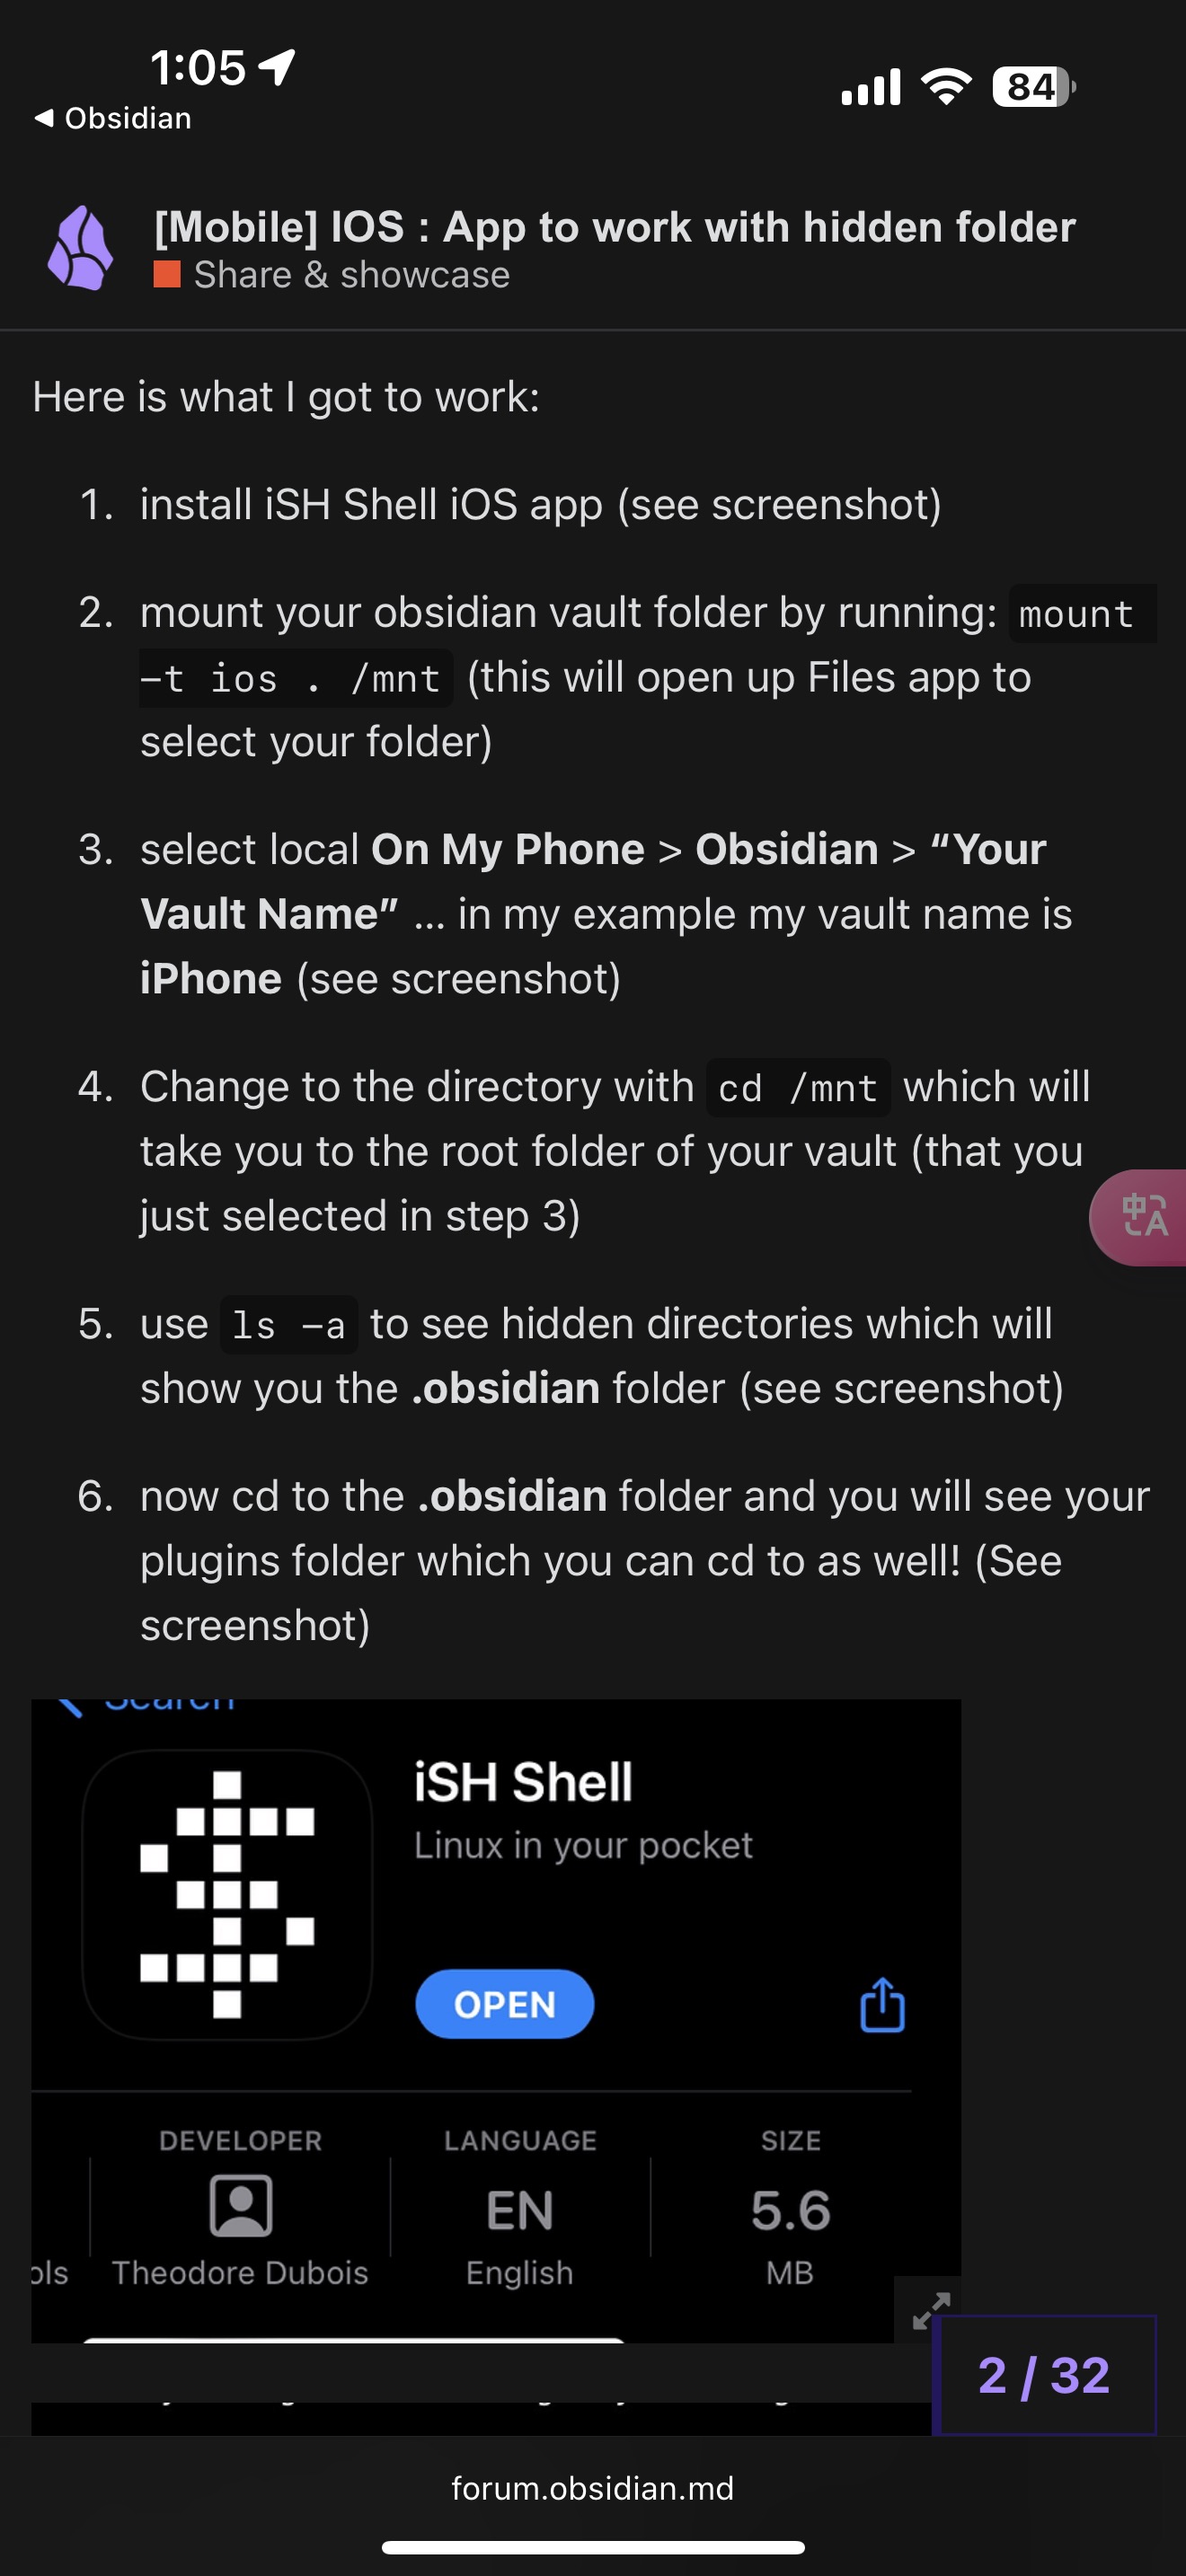 1:05
84
◀ Obsidian
[Mobile] IOS : App to work with hidden folder
Share & showcase
Here is what I got to work:
1. install iSH Shell iOS app (see screenshot)
2. mount your obsidian vault folder by running: mount
-t ios . /mnt (this will open up Files app to
select your folder)
3. select local On My Phone > Obsidian > “Your
Vault Name” ... in my example my vault name is
iPhone (see screenshot)
4. Change to the directory with cd /mnt which will
take you to the root folder of your vault (that you
just selected in step 3)
5. use ls -a to see hidden directories which will
show you the .obsidian folder (see screenshot)
6. now cd to the .obsidian folder and you will see your
plugins folder which you can cd to as well! (See
screenshot)
Search
iSH Shell
Linux in your pocket
OPEN
DEVELOPER LANGUAGE SIZE
EN 5.6
ols Theodore Dubois English MB
2 / 32
forum.obsidian.md